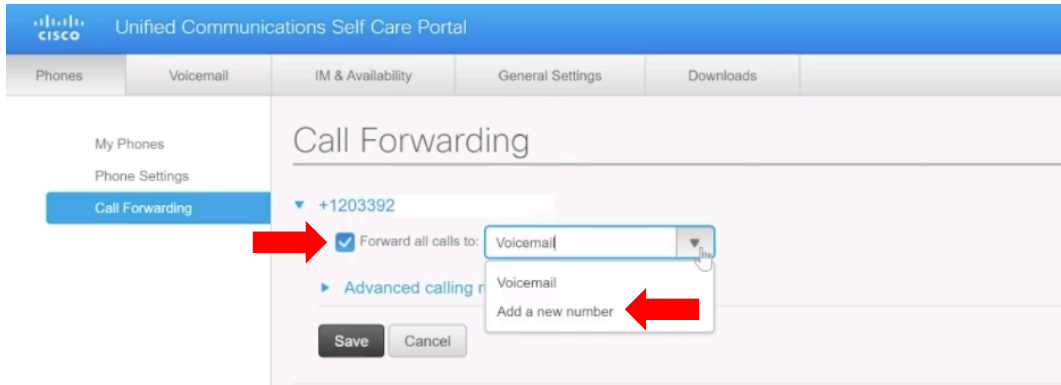 CISCO Unified Communications Self Care Portal
Phones Voicemail IM & Availability General Settings Downloads
My Phones
Phone Settings
Call Forwarding
Call Forwarding
+1203392
Forward all calls to: Voicemail
Voicemail
Advanced calling r
Add a new number
Save Cancel